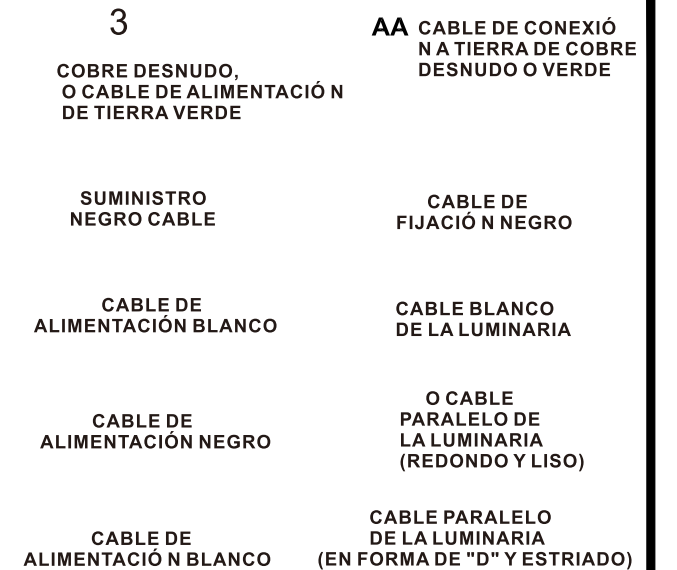 3
COBRE DESNUDO,
O CABLE DE ALIMENTACIÓ N
DE TIERRA VERDE
AA CABLE DE CONEXIÓ
N A TIERRA DE COBRE
DESNUDO O VERDE
SUMINISTRO
NEGRO CABLE
CABLE DE
FIJACIÓ N NEGRO
CABLE DE
ALIMENTACIÓN BLANCO
CABLE BLANCO
DE LA LUMINARIA
CABLE DE
ALIMENTACIÓN NEGRO
O CABLE
PARALELO DE
LA LUMINARIA
(REDONDO Y LISO)
CABLE DE
ALIMENTACIÓ N BLANCO
CABLE PARALELO
DE LA LUMINARIA
(EN FORMA DE "D" Y ESTRIADO)